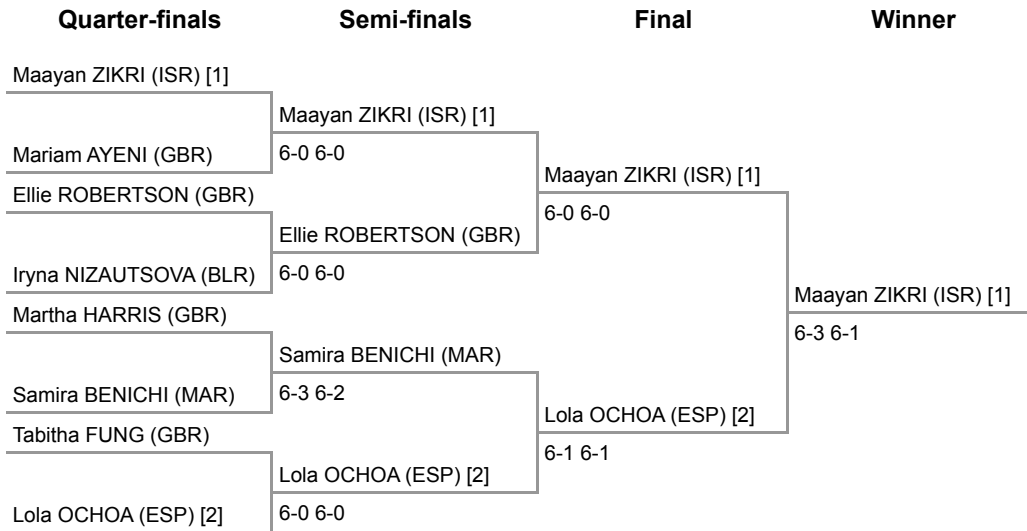 Quarter-finals
Semi-finals
Final
Winner
Maayan ZIKRI (ISR) [1]
Mariam AYENI (GBR)
Ellie ROBERTSON (GBR)
Iryna NIZAUTSOVA (BLR)
Martha HARRIS (GBR)
Samira BENICHI (MAR)
Tabitha FUNG (GBR)
Lola OCHOA (ESP) [2]
Maayan ZIKRI (ISR) [1]
6-0 6-0
Ellie ROBERTSON (GBR)
6-0 6-0
Samira BENICHI (MAR)
6-3 6-2
Lola OCHOA (ESP) [2]
6-0 6-0
Maayan ZIKRI (ISR) [1]
6-0 6-0
Lola OCHOA (ESP) [2]
6-1 6-1
Maayan ZIKRI (ISR) [1]
6-3 6-1